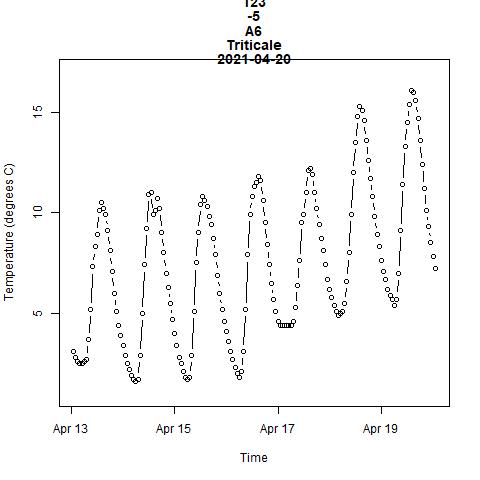 123
-5
A6
Triticale
2021-04-20
15
10
5
Temperature (degrees C)
Apr 13 Apr 15 Apr 17 Apr 19
Time